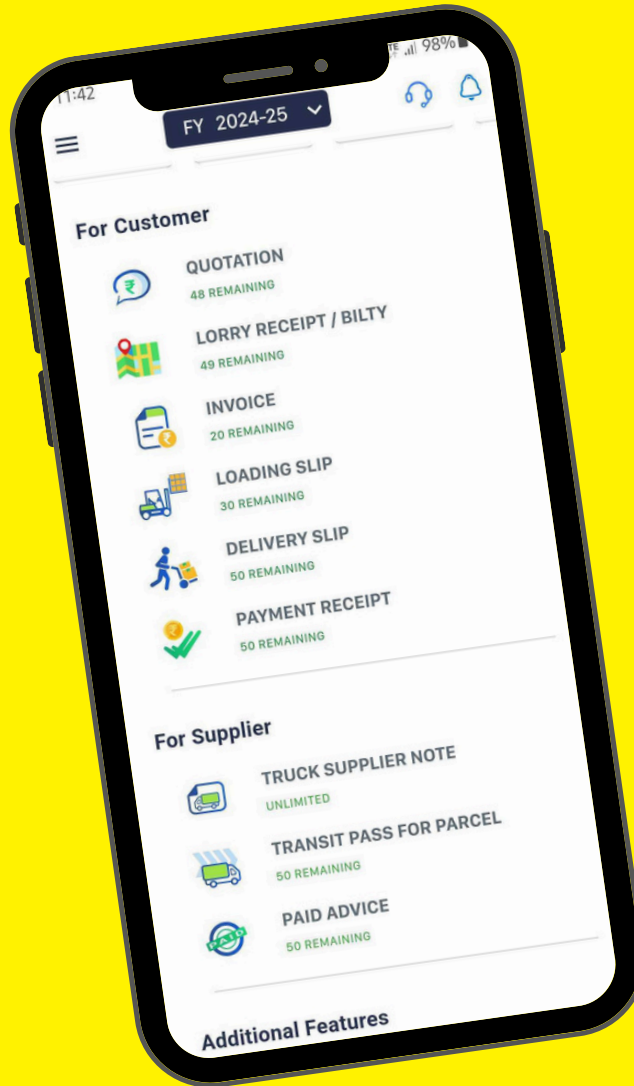 11:42
98%
FY 2024-25
For Customer
QUOTATION
48 REMAINING
LORRY RECEIPT / BILTY
49 REMAINING
INVOICE
20 REMAINING
LOADING SLIP
30 REMAINING
DELIVERY SLIP
50 REMAINING
PAYMENT RECEIPT
50 REMAINING
For Supplier
TRUCK SUPPLIER NOTE
UNLIMITED
TRANSIT PASS FOR PARCEL
50 REMAINING
PAID
PAID ADVICE
50 REMAINING
Additional Features